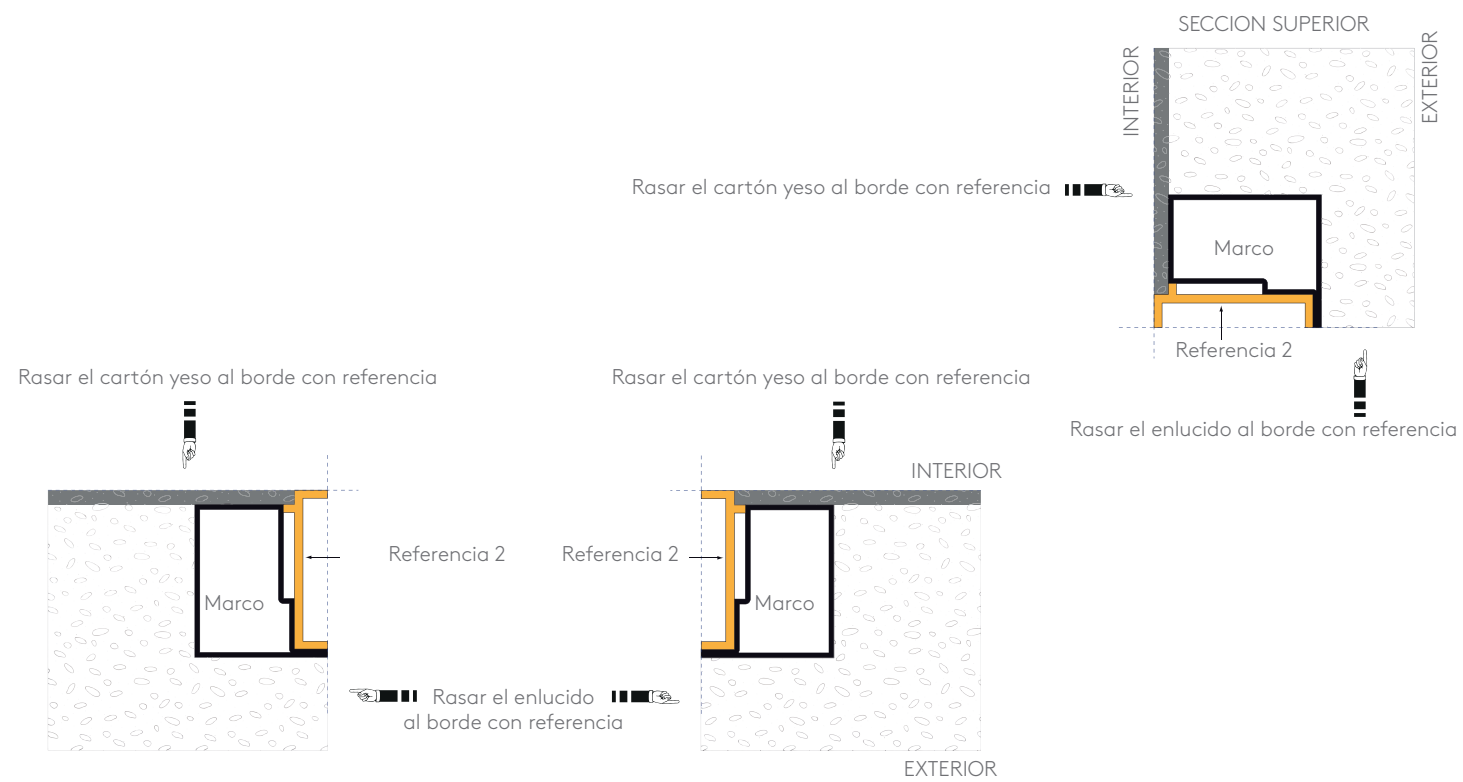 SECCION SUPERIOR
INTERIOR
EXTERIOR
Rasar el cartón yeso al borde con referencia
Marco
Referencia 2
Rasar el enlucido al borde con referencia
Rasar el cartón yeso al borde con referencia
Rasar el cartón yeso al borde con referencia
INTERIOR
Referencia 2
Referencia 2
Marco
Marco
Rasar el enlucido
al borde con referencia
EXTERIOR